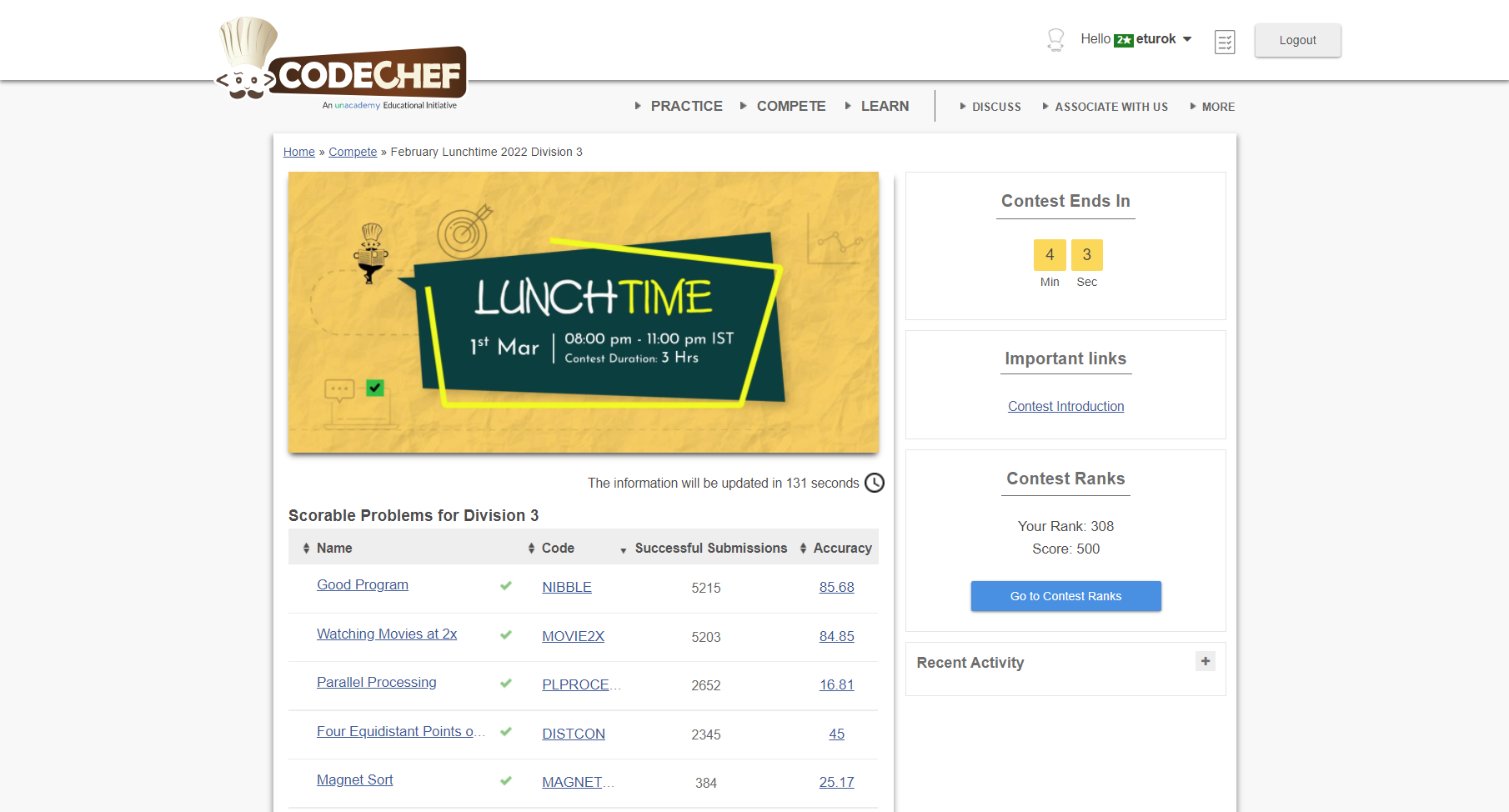 Hello 2★ eturok
Logout
CODECHEF
An unacademy Educational Initiative
PRACTICE COMPETE LEARN DISCUSS ASSOCIATE WITH US MORE
Home » Compete » February Lunchtime 2022 Division 3
LUNCHTIME
1st Mar
08:00 pm - 11:00 pm IST
Contest Duration: 3 Hrs
The information will be updated in 131 seconds
Scorable Problems for Division 3
Name Code Successful Submissions Accuracy
Good Program NIBBLE 5215 85.68
Watching Movies at 2x MOVIE2X 5203 84.85
Parallel Processing PLPROCE... 2652 16.81
Four Equidistant Points o... DISTCON 2345 45
Magnet Sort MAGNET... 384 25.17
Contest Ends In
4 3
Min Sec
Important links
Contest Introduction
Contest Ranks
Your Rank: 308
Score: 500
Go to Contest Ranks
Recent Activity +